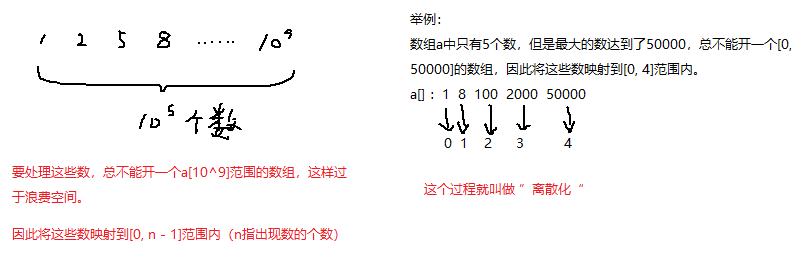 1 2 5 8 …… 10^9
10^5个数
要处理这些数，总不能开一个a[10^9]范围的数组，这样过
于浪费空间。
因此将这些数映射到[0, n - 1]范围内（n指出现数的个数）
举例：
数组a中只有5个数，但是最大的数达到了50000，总不能开一个[0,
50000]的数组，因此将这些数映射到[0, 4]范围内。
a[] ：1 8 100 2000 50000
0 1 2 3 4
这个过程就叫做 “ 离散化 “